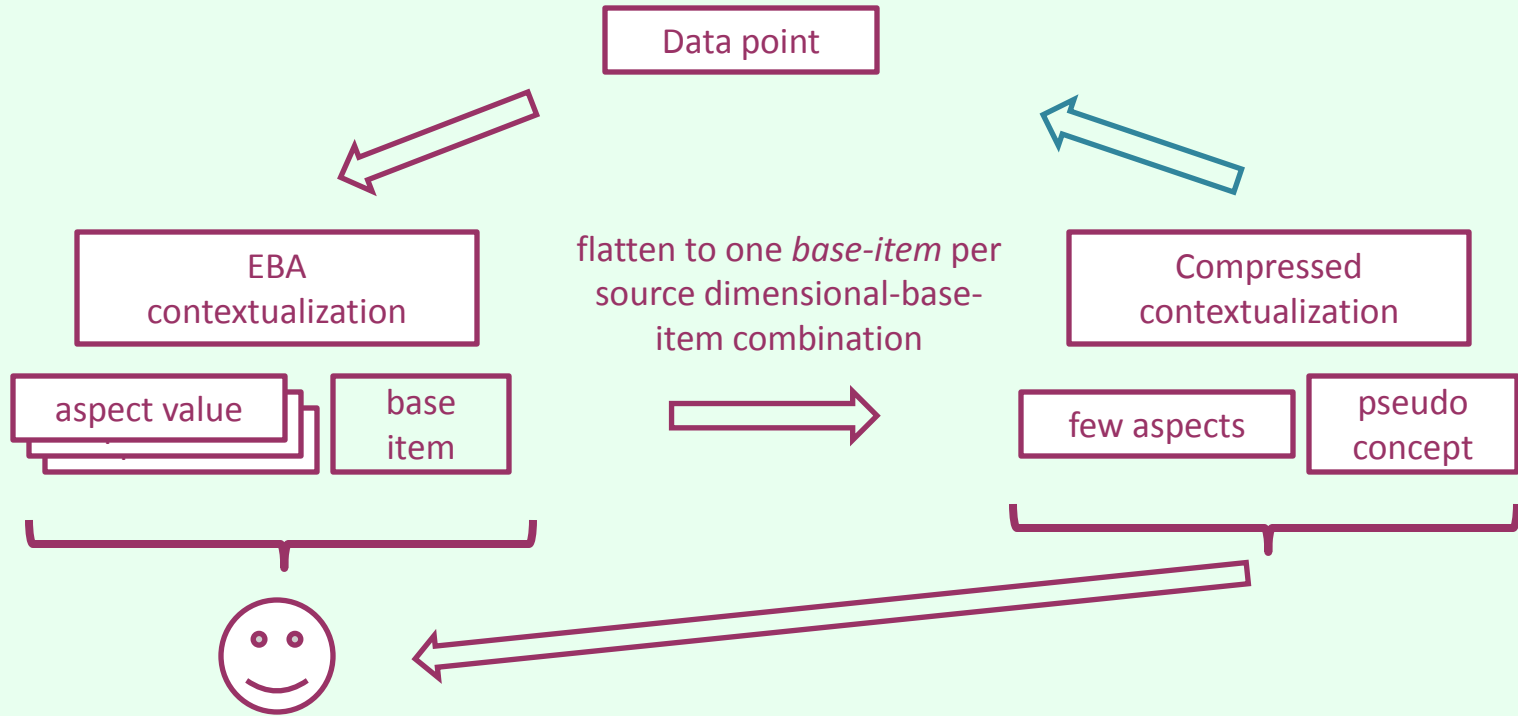 Data point
EBA
contextualization
flatten to one base-item per
source dimensional-base-
item combination
Compressed
contextualization
aspect value
base
item
few aspects
pseudo
concept